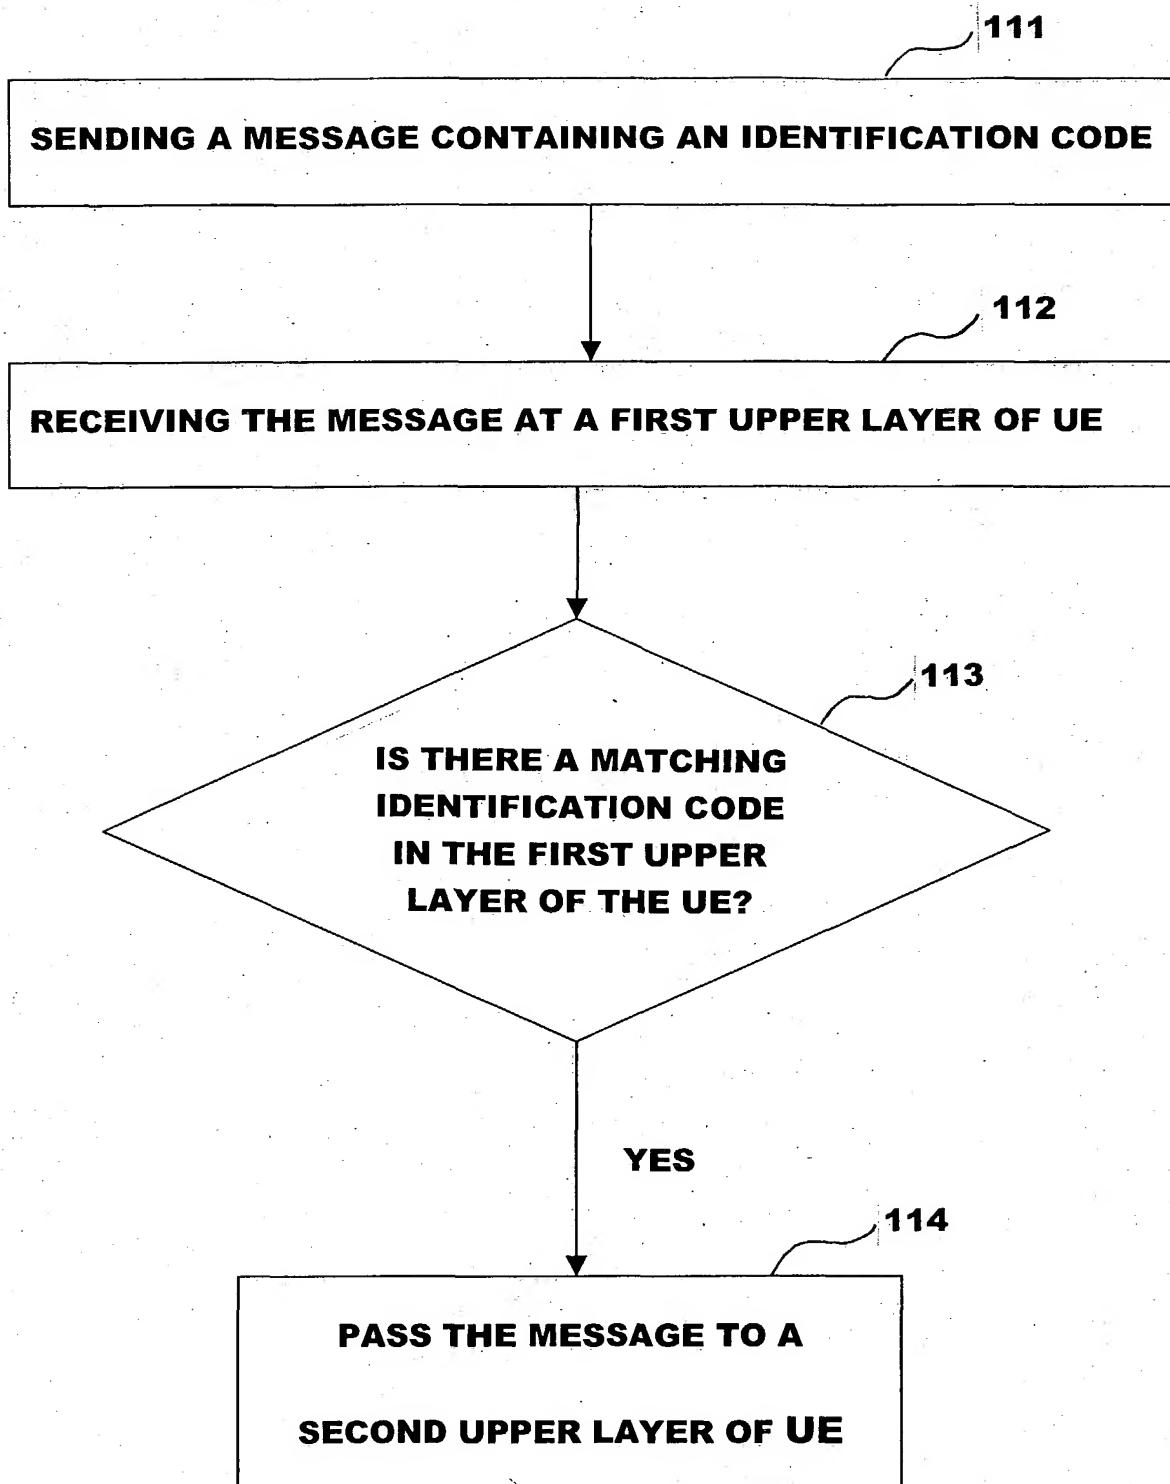 111
SENDING A MESSAGE CONTAINING AN IDENTIFICATION CODE
112
RECEIVING THE MESSAGE AT A FIRST UPPER LAYER OF UE
113
IS THERE A MATCHING
IDENTIFICATION CODE
IN THE FIRST UPPER
LAYER OF THE UE?
YES
114
PASS THE MESSAGE TO A
SECOND UPPER LAYER OF UE